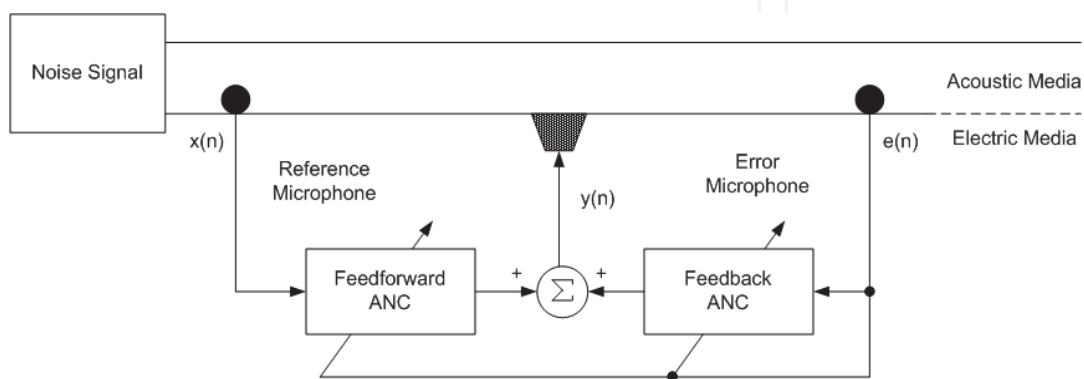 Noise Signal
Acoustic Media
x(n)
e(n)
Electric Media
Reference
Microphone
Error
Microphone
y(n)
Feedforward
ANC
+
Σ
+
Feedback
ANC